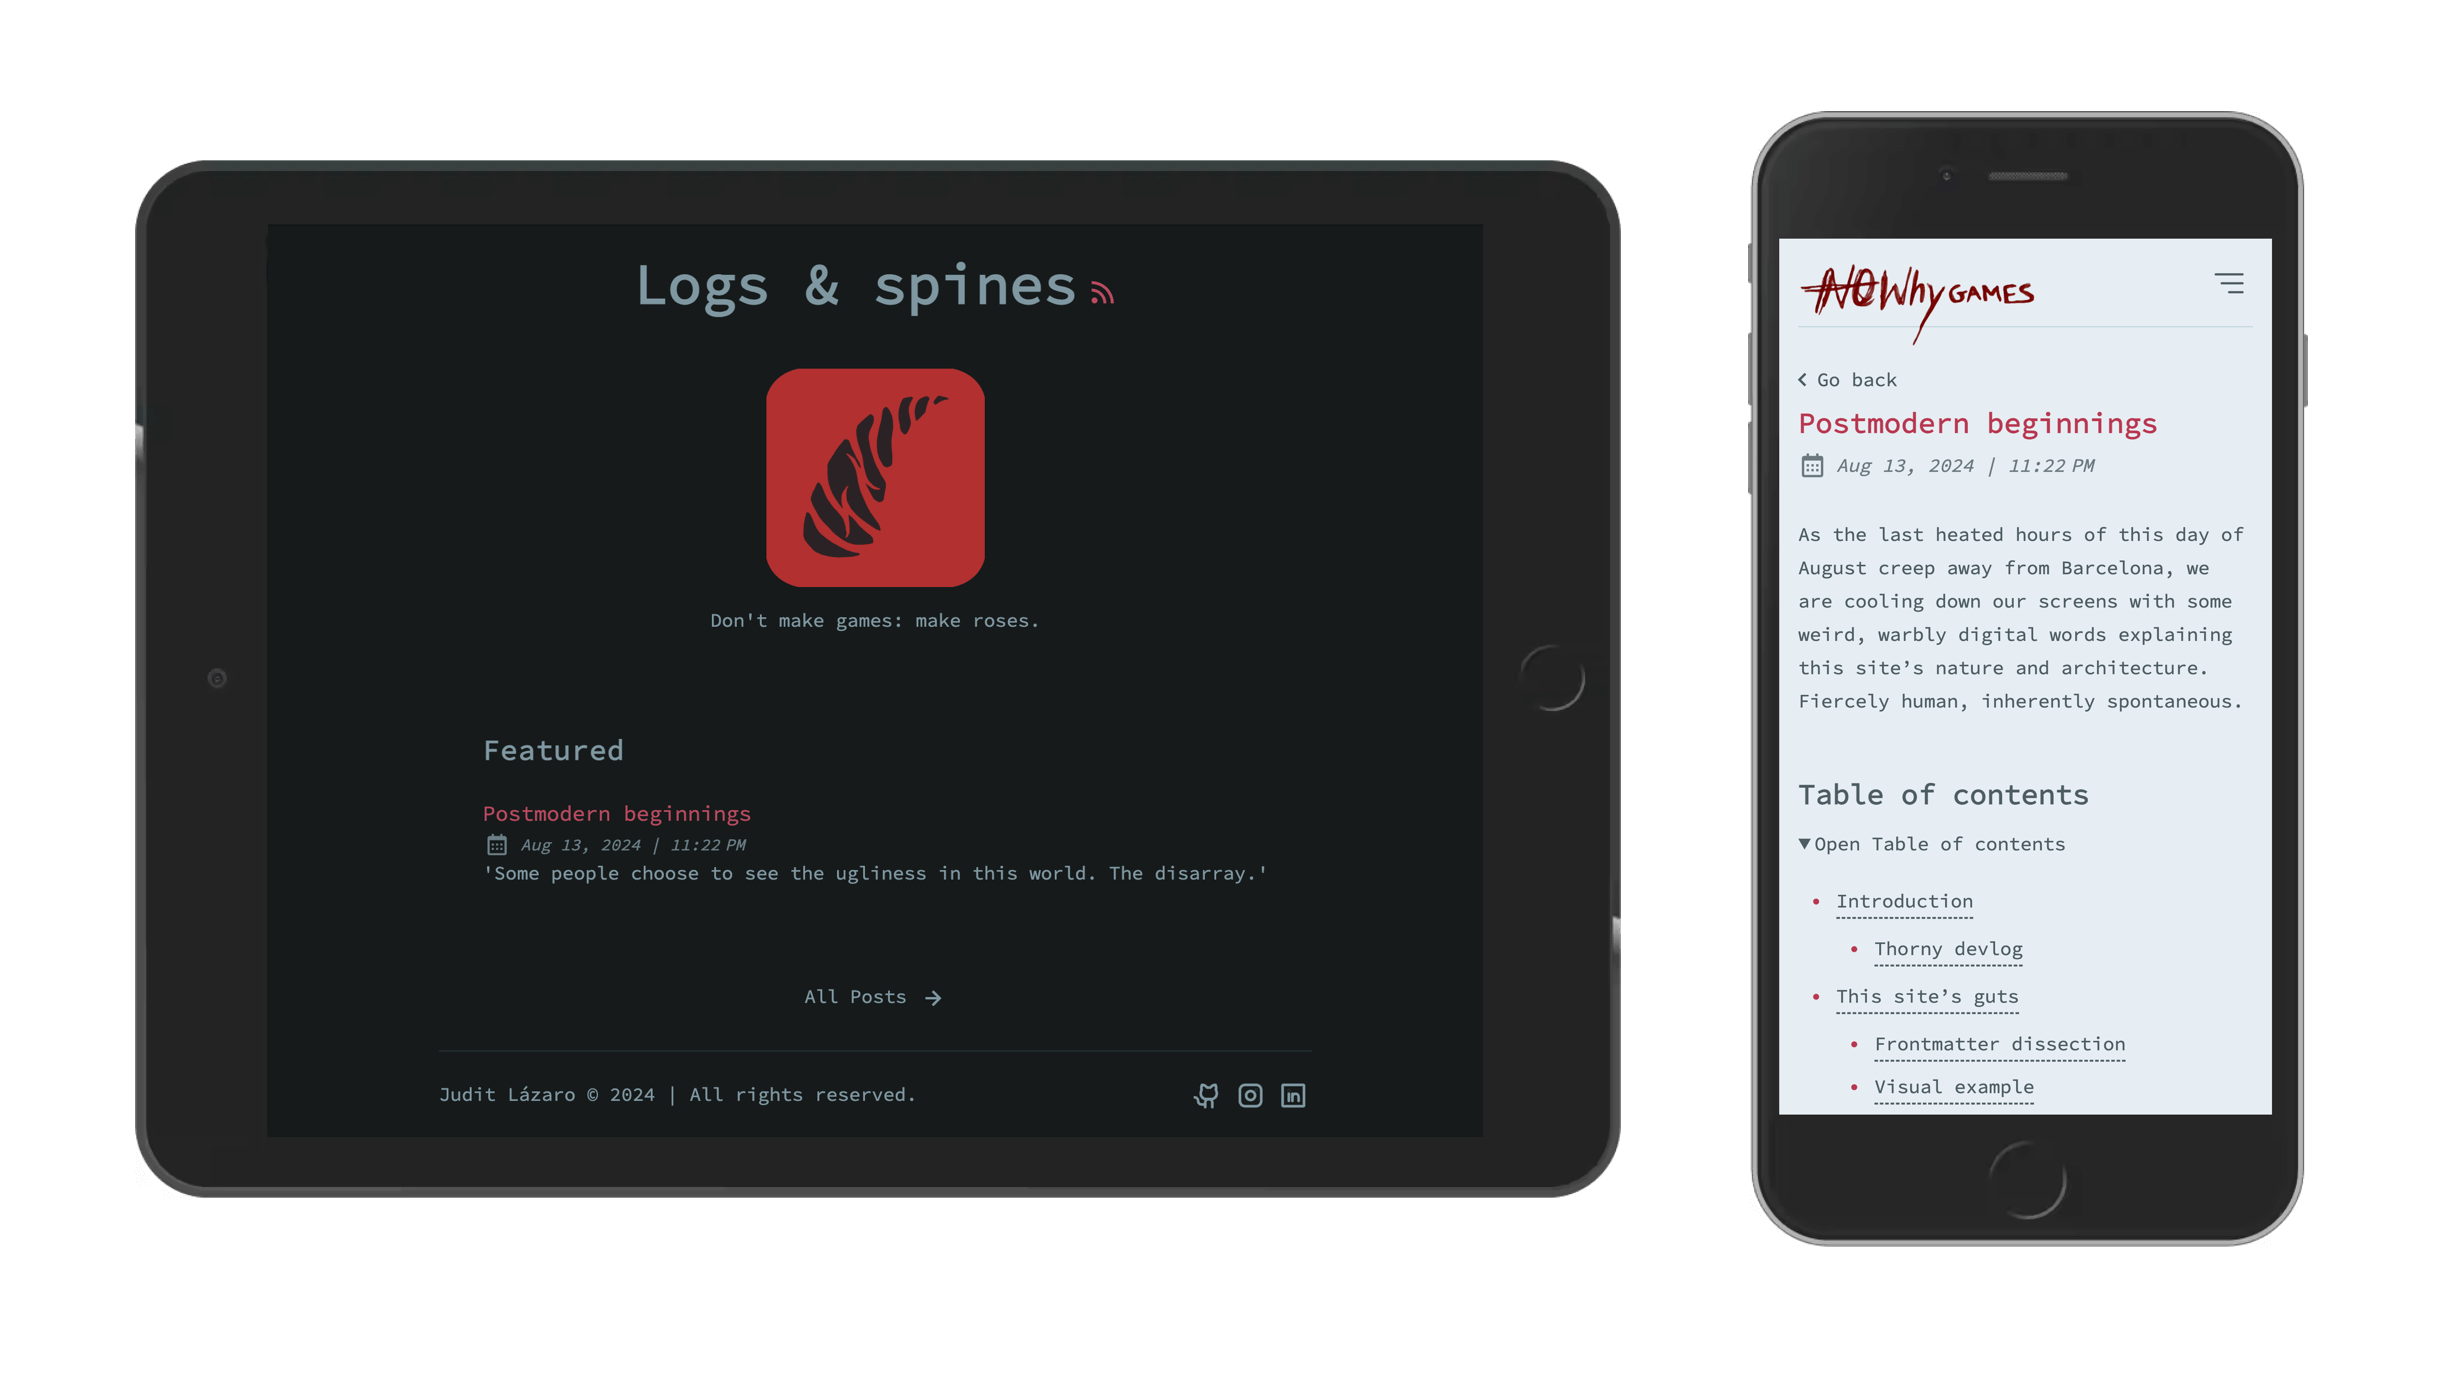 Logs & spines
Don't make games: make roses.
Featured
Postmodern beginnings
Aug 13, 2024 | 11:22 PM
'Some people choose to see the ugliness in this world. The disarray.'
All Posts
Judit Lázaro © 2024 | All rights reserved.
in
NOWhy GAMES
Go back
Postmodern beginnings
Aug 13, 2024 | 11:22 PM
As the last heated hours of this day of
August creep away from Barcelona, we
are cooling down our screens with some
weird, warbly digital words explaining
this site’s nature and architecture.
Fiercely human, inherently spontaneous.
Table of contents
Open Table of contents
Introduction
Thorny devlog
This site’s guts
Frontmatter dissection
Visual example